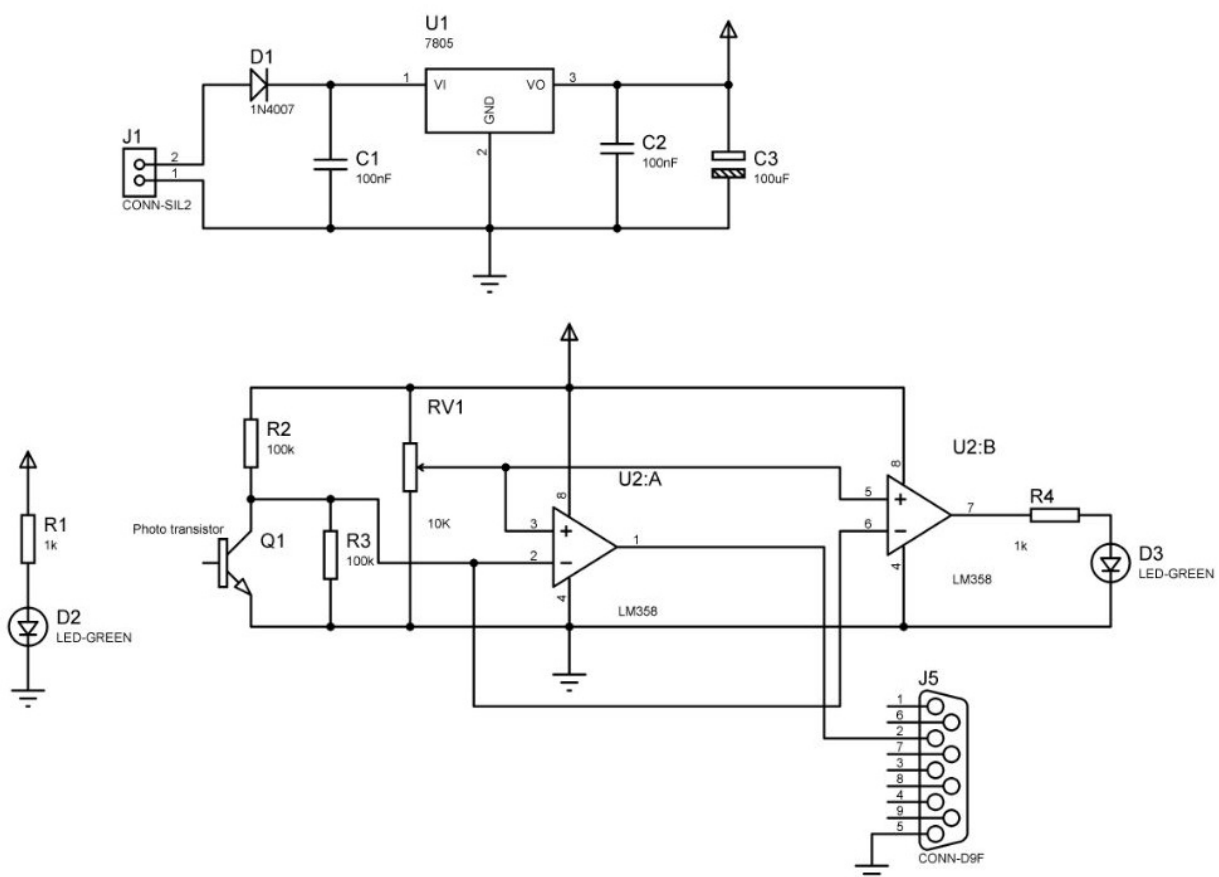 U1
7805
D1
1N4007
1
VI
VO
3
GND
2
J1
2
1
CONN-SIL2
C1
100nF
C2
100nF
C3
100uF
R2
100k
RV1
10K
U2:A
8
3
2
1
4
LM358
U2:B
8
5
6
7
4
LM358
R4
1k
D3
LED-GREEN
R1
1k
Photo transistor
Q1
R3
100k
D2
LED-GREEN
J5
1
6
2
7
3
8
4
9
5
CONN-D9F